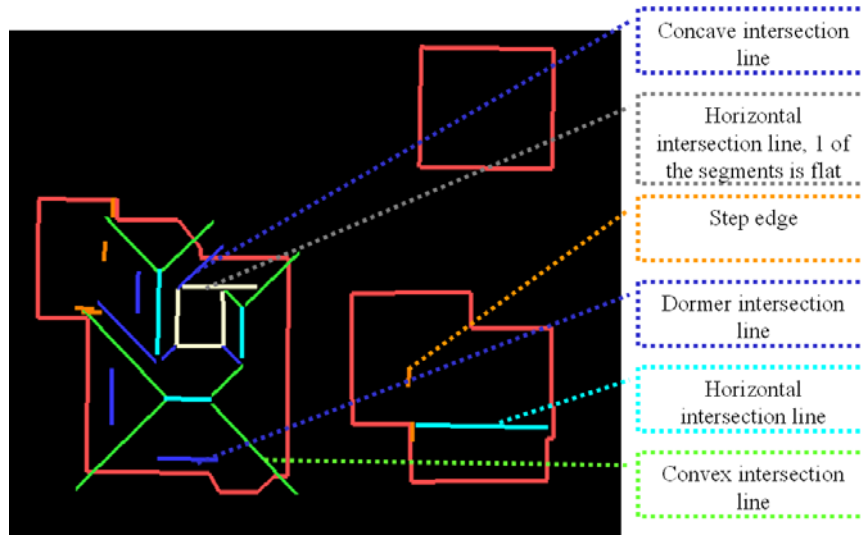 Concave intersection
line
Horizontal
intersection line, 1 of
the segments is flat
Step edge
Dormer intersection
line
Horizontal
intersection line
Convex intersection
line